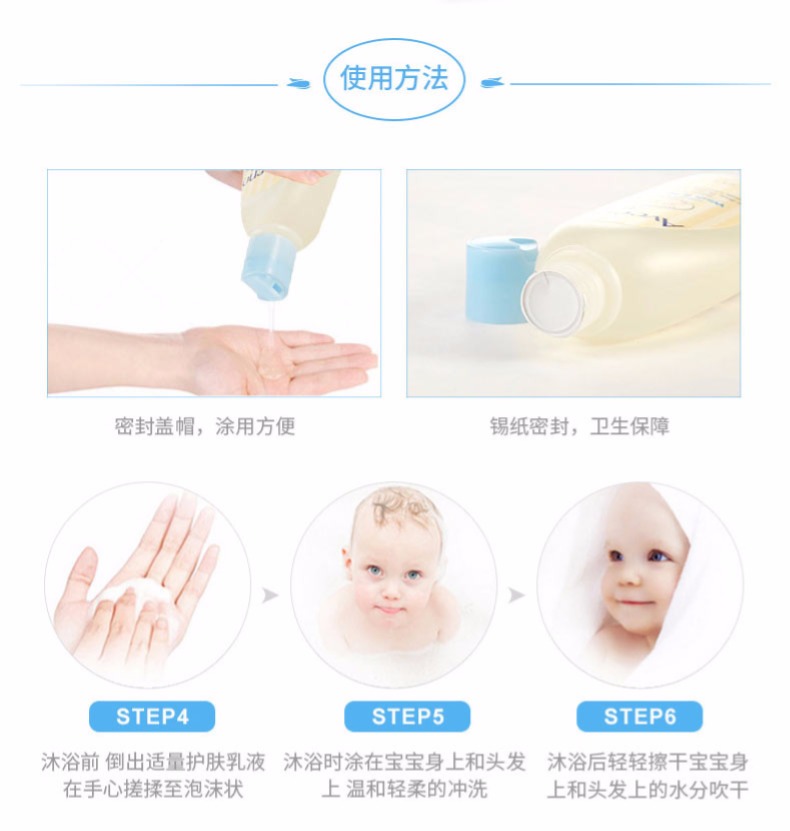 使用方法
密封盖帽，涂用方便
锡纸密封，卫生保障
STEP4
STEP5
STEP6
沐浴前 倒出适量护肤乳液
在手心搓揉至泡沫状
沐浴时涂在宝宝身上和头发
上 温和轻柔的冲洗
沐浴后轻轻擦干宝宝身
上和头发上的水分吹干